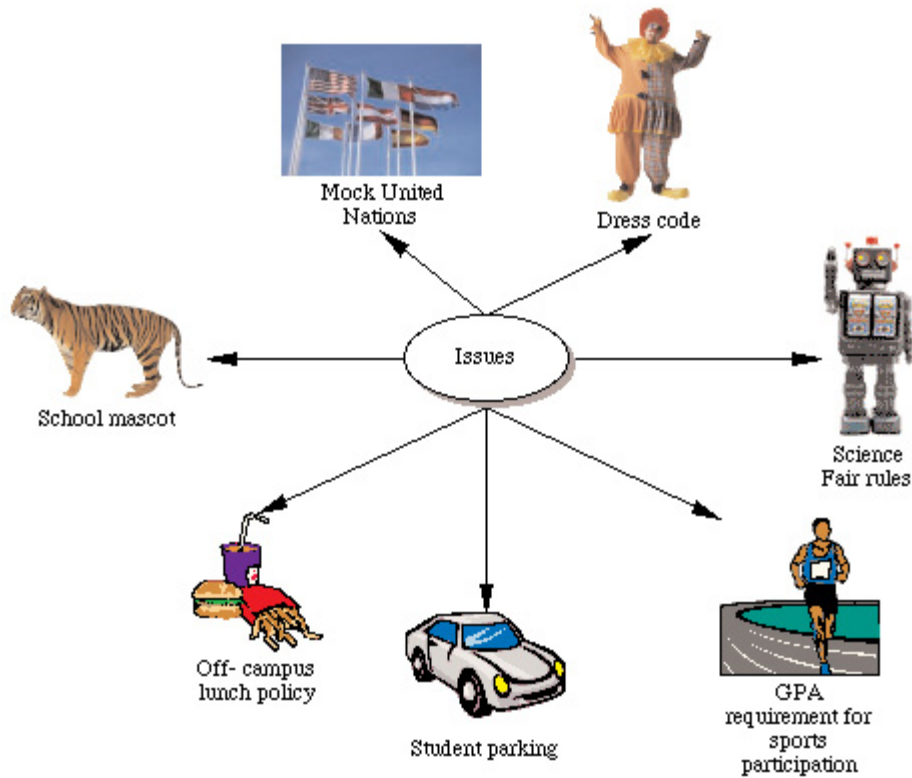 Mock United
Nations
Dress code
Issues
School mascot
Science
Fair rules
Off- campus
lunch policy
Student parking
GPA
requirement for
sports
participation